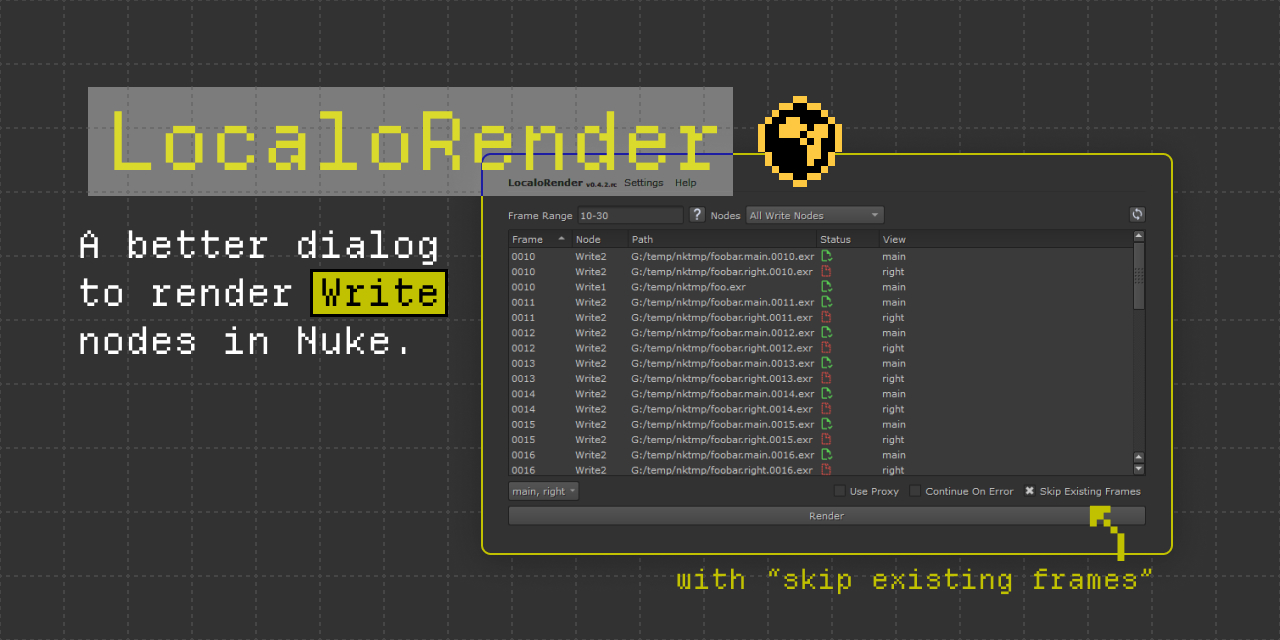 LocaloRender
LocaloRender v0.4.2.rc Settings Help
A better dialog
to render Write
nodes in Nuke.
Frame Range 10-30 ? Nodes All Write Nodes
Frame Node Path Status View
0010 Write2 G:/temp/nktmp/foobar.main.0010.exr main
0010 Write2 G:/temp/nktmp/foobar.right.0010.exr right
0010 Write1 G:/temp/nktmp/foo.exr main
0011 Write2 G:/temp/nktmp/foobar.main.0011.exr main
0011 Write2 G:/temp/nktmp/foobar.right.0011.exr right
0012 Write2 G:/temp/nktmp/foobar.main.0012.exr main
0012 Write2 G:/temp/nktmp/foobar.right.0012.exr right
0013 Write2 G:/temp/nktmp/foobar.main.0013.exr main
0013 Write2 G:/temp/nktmp/foobar.right.0013.exr right
0014 Write2 G:/temp/nktmp/foobar.main.0014.exr main
0014 Write2 G:/temp/nktmp/foobar.right.0014.exr right
0015 Write2 G:/temp/nktmp/foobar.main.0015.exr main
0015 Write2 G:/temp/nktmp/foobar.right.0015.exr right
0016 Write2 G:/temp/nktmp/foobar.main.0016.exr main
0016 Write2 G:/temp/nktmp/foobar.right.0016.exr right
main, right Use Proxy Continue On Error Skip Existing Frames
Render
with “skip existing frames”